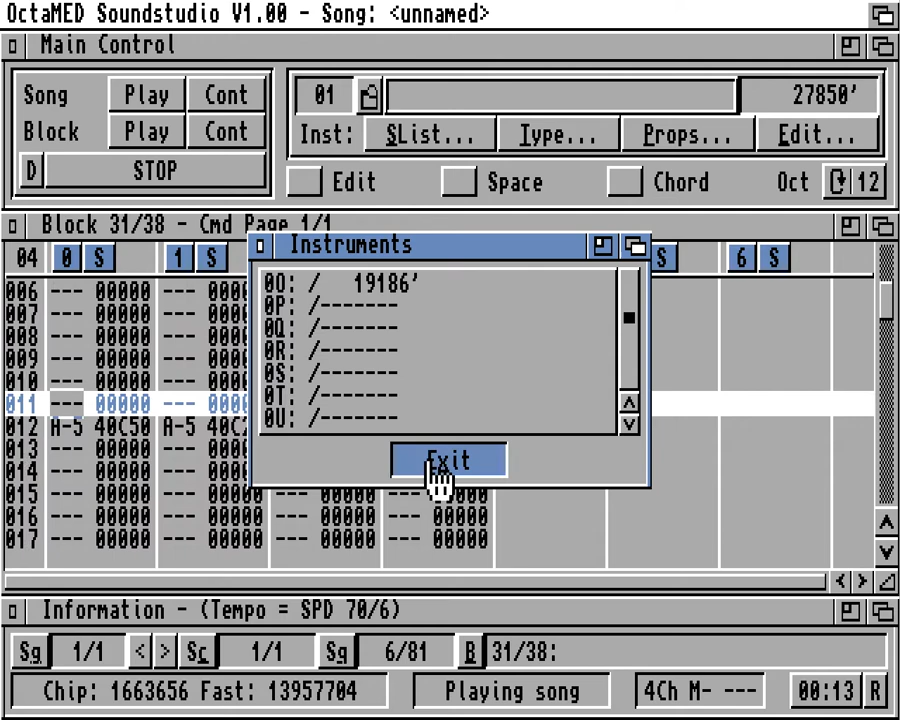 OctaMED Soundstudio V1.00 - Song: <unnamed>
Main Control
Song Play Cont
Block Play Cont
D STOP
01 27850'
Inst: SList... Type... Props... Edit...
Edit Space Chord Oct 12
Block 31/38 - Cmd Page 1/1
04 0 S 1 S S 6 S
Instruments
0O: / 19186'
0P: /-------
0Q: /-------
0R: /-------
0S: /-------
0T: /-------
0U: /-------
Exit
006 --- 00000 --- 0000
007 --- 00000 --- 0000
008 --- 00000 --- 0000
009 --- 00000 --- 0000
010 --- 00000 --- 0000
011 --- 00000 --- 0000
012 A-5 40C50 A-5 40C
013 --- 00000 --- 0000
014 --- 00000 --- 0000
015 --- 00000 --- 00000 --- 00000 --- 00000
016 --- 00000 --- 00000 --- 00000 --- 00000
017 --- 00000 --- 00000 --- 00000 --- 00000
Information - (Tempo = SPD 70/6)
Sg 1/1 < > Sc 1/1 Sq 6/81 B 31/38:
Chip: 1663656 Fast: 13957704 Playing song 4Ch M- --- 00:13 R